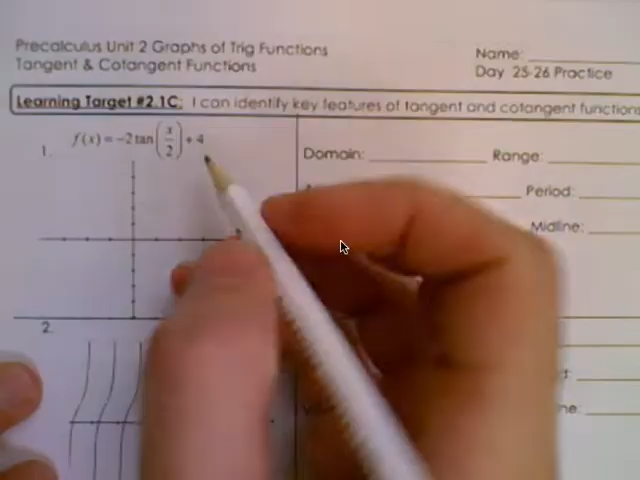 Precalculus Unit 2 Graphs of Trig Functions
Tangent & Cotangent Functions
Name:
Day 25-26 Practice
Learning Target #2.1C: I can identify key features of tangent and cotangent functions
1. f(x) = -2 tan(x/2) + 4
Domain: Range:
Period:
Midline:
2.